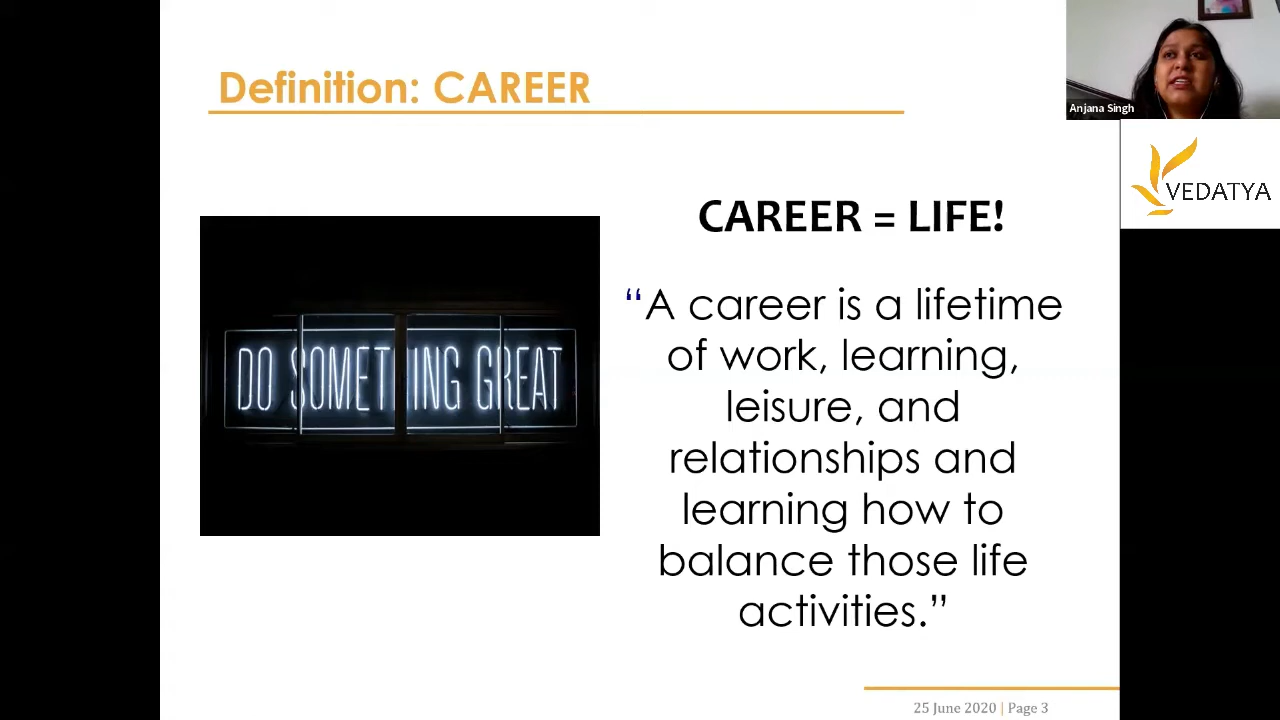 Definition: CAREER
Anjana Singh
VEDATYA
CAREER = LIFE!
DO SOMETHING GREAT
“A career is a lifetime
of work, learning,
leisure, and
relationships and
learning how to
balance those life
activities.”
25 June 2020 | Page 3